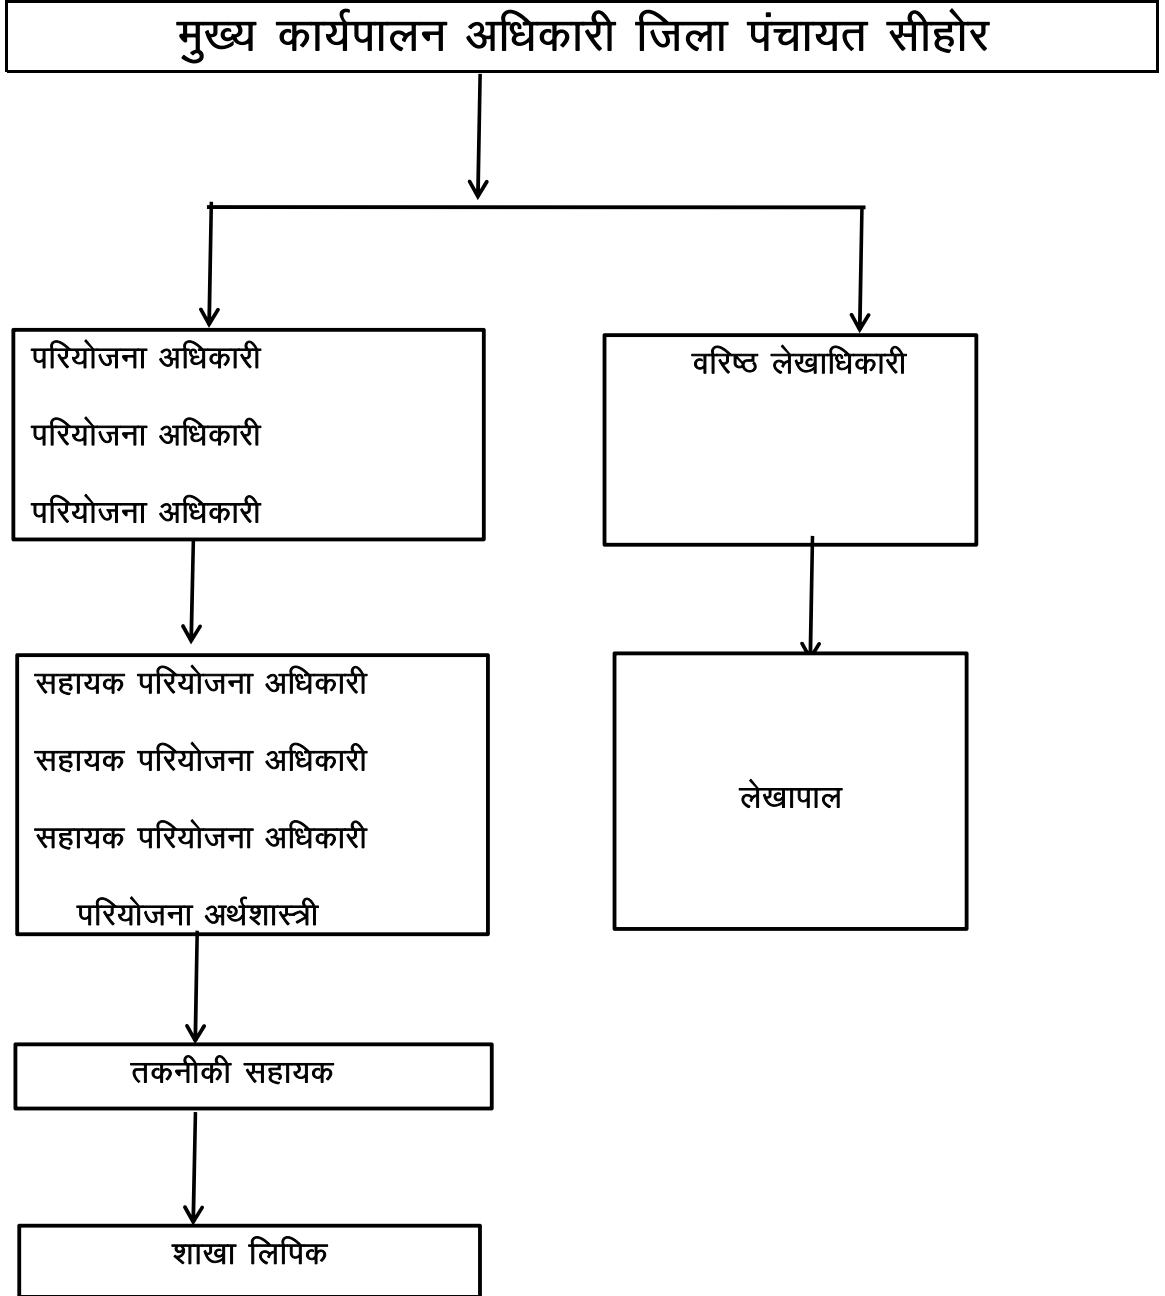 मुख्य कार्यपालन अधिकारी जिला पंचायत सीहोर
परियोजना अधिकारी
परियोजना अधिकारी
परियोजना अधिकारी
वरिष्ठ लेखाधिकारी
सहायक परियोजना अधिकारी
सहायक परियोजना अधिकारी
सहायक परियोजना अधिकारी
परियोजना अर्थशास्त्री
लेखापाल
तकनीकी सहायक
शाखा लिपिक